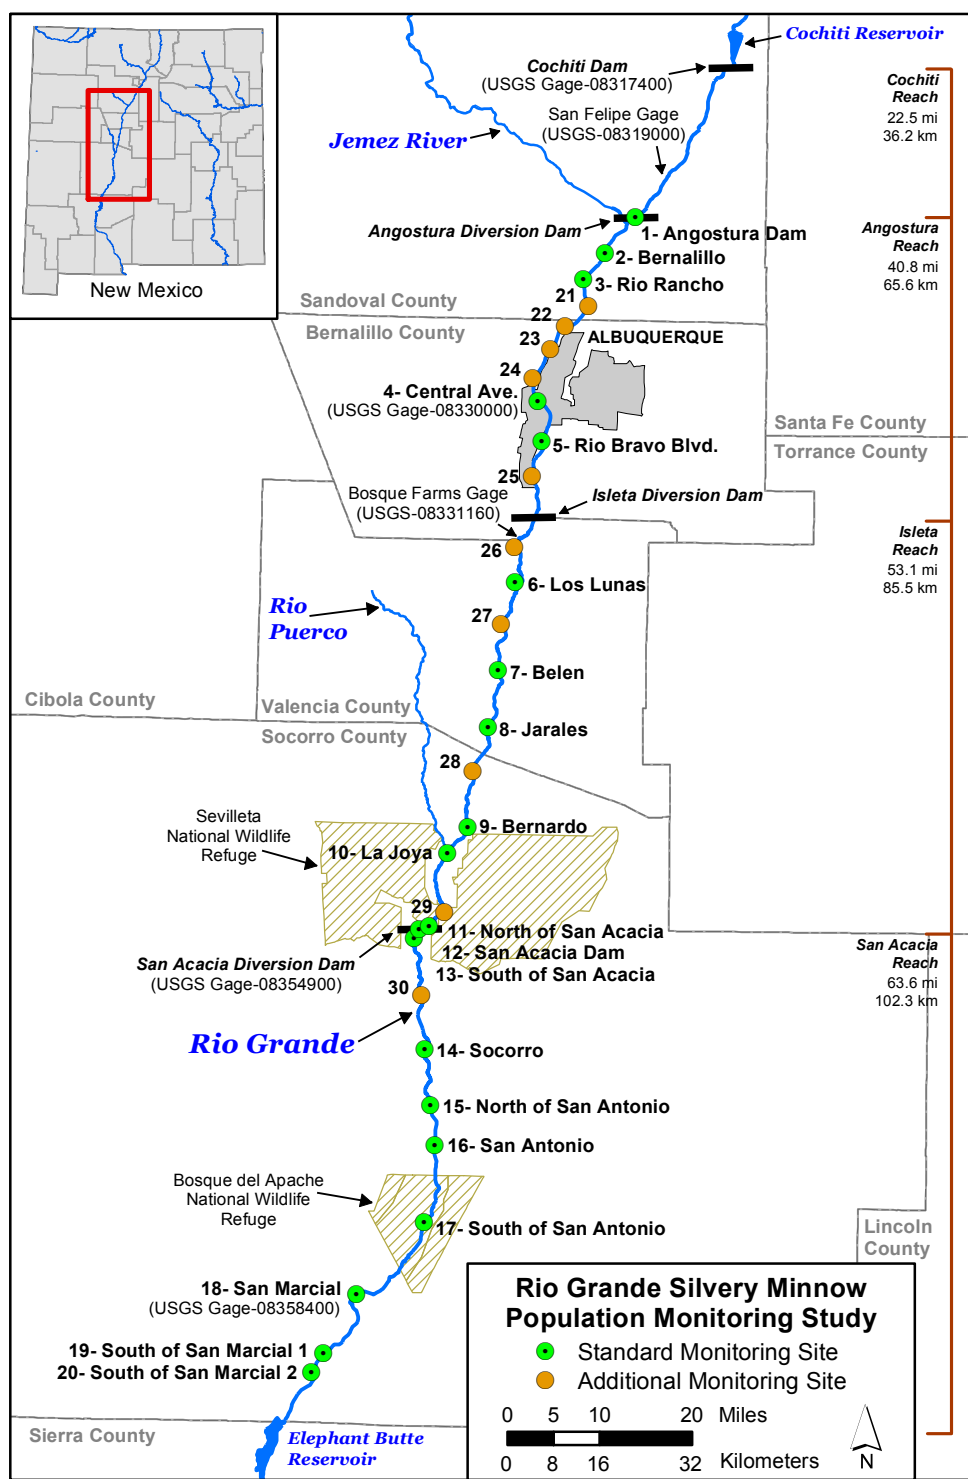 New Mexico
Cochiti Reservoir
Cochiti Dam
(USGS Gage-08317400)
San Felipe Gage
(USGS-08319000)
Jemez River
Cochiti
Reach
22.5 mi
36.2 km
Angostura Diversion Dam
1- Angostura Dam
2- Bernalillo
3- Rio Rancho
Angostura
Reach
40.8 mi
65.6 km
21
Sandoval County
Bernalillo County
22
ALBUQUERQUE
23
24
4- Central Ave.
(USGS Gage-08330000)
Santa Fe County
Torrance County
5- Rio Bravo Blvd.
25
Bosque Farms Gage
(USGS-08331160)
Isleta Diversion Dam
Isleta
Reach
53.1 mi
85.5 km
26
6- Los Lunas
Rio
Puerco
27
7- Belen
Cibola County
Valencia County
Socorro County
8- Jarales
28
Sevilleta
National Wildlife
Refuge
9- Bernardo
10- La Joya
29
11- North of San Acacia
12- San Acacia Dam
13- South of San Acacia
San Acacia Diversion Dam
(USGS Gage-08354900)
San Acacia
Reach
63.6 mi
102.3 km
30
Rio Grande
14- Socorro
15- North of San Antonio
16- San Antonio
Bosque del Apache
National Wildlife
Refuge
17- South of San Antonio
Lincoln
County
18- San Marcial
(USGS Gage-08358400)
19- South of San Marcial 1
20- South of San Marcial 2
Sierra County
Elephant Butte
Reservoir
Rio Grande Silvery Minnow
Population Monitoring Study
Standard Monitoring Site
Additional Monitoring Site
0 5 10 20 Miles
0 8 16 32 Kilometers
N